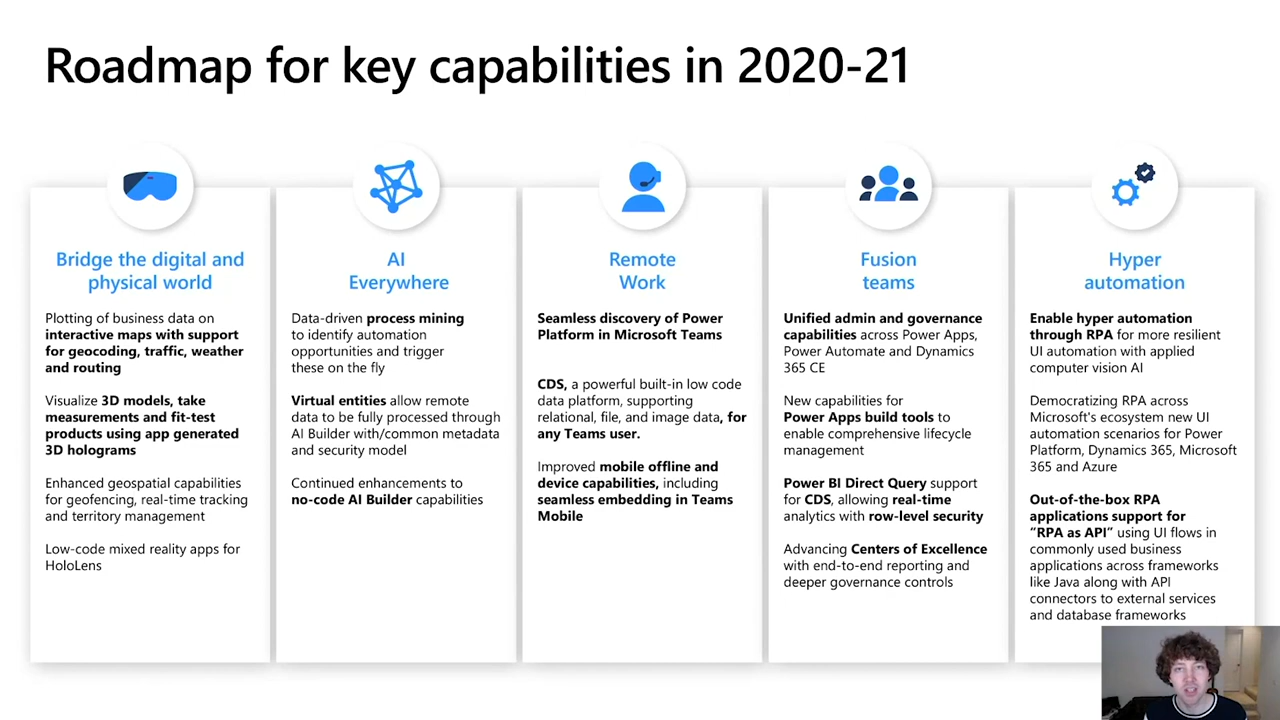 Roadmap for key capabilities in 2020-21
Bridge the digital and
physical world
Plotting of business data on
interactive maps with support
for geocoding, traffic, weather
and routing
Visualize 3D models, take
measurements and fit-test
products using app generated
3D holograms
Enhanced geospatial capabilities
for geofencing, real-time tracking
and territory management
Low-code mixed reality apps for
HoloLens
AI
Everywhere
Data-driven process mining
to identify automation
opportunities and trigger
these on the fly
Virtual entities allow remote
data to be fully processed through
AI Builder with/common metadata
and security model
Continued enhancements to
no-code AI Builder capabilities
Remote
Work
Seamless discovery of Power
Platform in Microsoft Teams
CDS, a powerful built-in low code
data platform, supporting
relational, file, and image data, for
any Teams user.
Improved mobile offline and
device capabilities, including
seamless embedding in Teams
Mobile
Fusion
teams
Unified admin and governance
capabilities across Power Apps,
Power Automate and Dynamics
365 CE
New capabilities for
Power Apps build tools to
enable comprehensive lifecycle
management
Power BI Direct Query support
for CDS, allowing real-time
analytics with row-level security
Advancing Centers of Excellence
with end-to-end reporting and
deeper governance controls
Hyper
automation
Enable hyper automation
through RPA for more resilient
UI automation with applied
computer vision AI
Democratizing RPA across
Microsoft's ecosystem new UI
automation scenarios for Power
Platform, Dynamics 365, Microsoft
365 and Azure
Out-of-the-box RPA
applications support for
“RPA as API” using UI flows in
commonly used business
applications across frameworks
like Java along with API
connectors to external services
and database frameworks